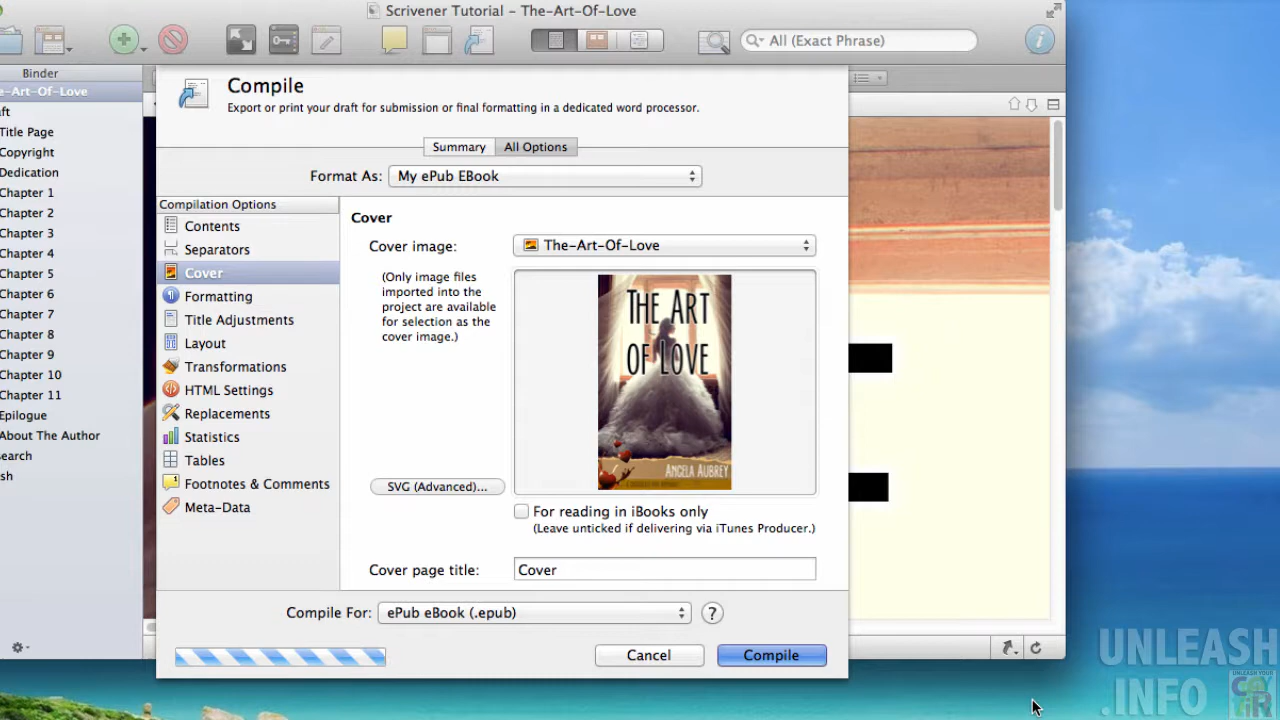 Scrivener Tutorial - The-Art-Of-Love
All (Exact Phrase)
Binder
e-Art-Of-Love
ft
Title Page
Copyright
Dedication
Chapter 1
Chapter 2
Chapter 3
Chapter 4
Chapter 5
Chapter 6
Chapter 7
Chapter 8
Chapter 9
Chapter 10
Chapter 11
Epilogue
About The Author
search
sh
Compile
Export or print your draft for submission or final formatting in a dedicated word processor.
Summary
All Options
Format As:
My ePub EBook
Compilation Options
Contents
Separators
Cover
Formatting
Title Adjustments
Layout
Transformations
HTML Settings
Replacements
Statistics
Tables
Footnotes & Comments
Meta-Data
Cover
Cover image:
The-Art-Of-Love
(Only image files
imported into the
project are available
for selection as the
cover image.)
THE ART
OF LOVE
ANGELA AUBREY
SVG (Advanced)...
For reading in iBooks only
(Leave unticked if delivering via iTunes Producer.)
Cover page title:
Cover
Compile For:
ePub eBook (.epub)
?
Cancel
Compile
UNLEASH
.INFO